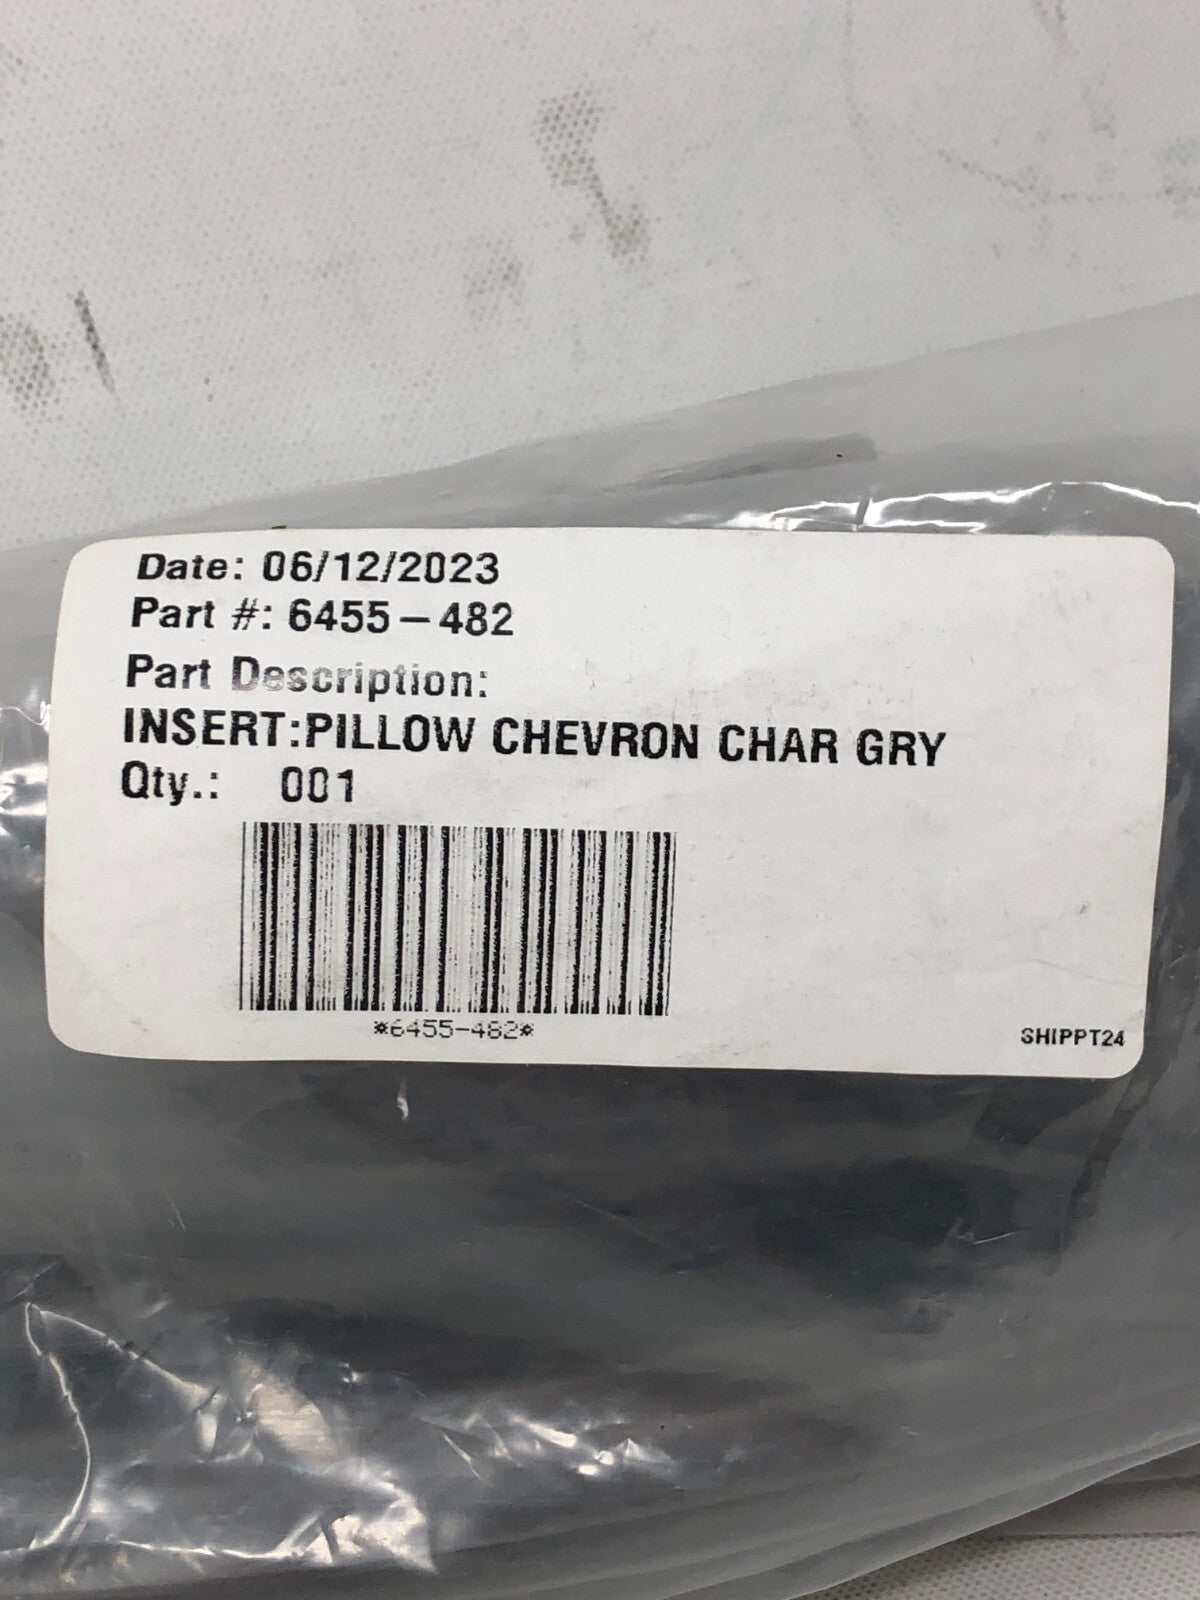 Date: 06/12/2023
Part #: 6455-482
Part Description:
INSERT:PILLOW CHEVRON CHAR GRY
Qty.: 001
*6455-482*
SHIPPT24